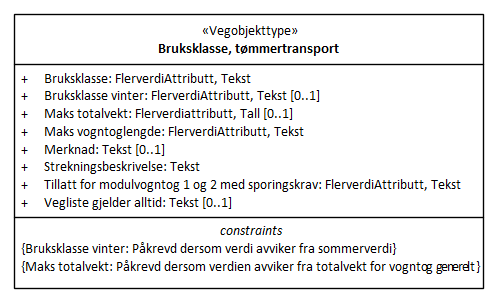 «Vegobjekttype»
Bruksklasse, tømmertransport
+ Bruksklasse: FlerverdiAttributt, Tekst
+ Bruksklasse vinter: FlerverdiAttributt, Tekst [0..1]
+ Maks totalvekt: Flerverdiattributt, Tall [0..1]
+ Maks vogntoglengde: FlerverdiAttributt, Tekst
+ Merknad: Tekst [0..1]
+ Strekningsbeskrivelse: Tekst
+ Tillatt for modulvogntog 1 og 2 med sporingskrav: FlerverdiAttributt, Tekst
+ Vegliste gjelder alltid: Tekst [0..1]
constraints
{Bruksklasse vinter: Påkrevd dersom verdi avviker fra sommerverdi}
{Maks totalvekt: Påkrevd dersom verdien avviker fra totalvekt for vogntog generelt}